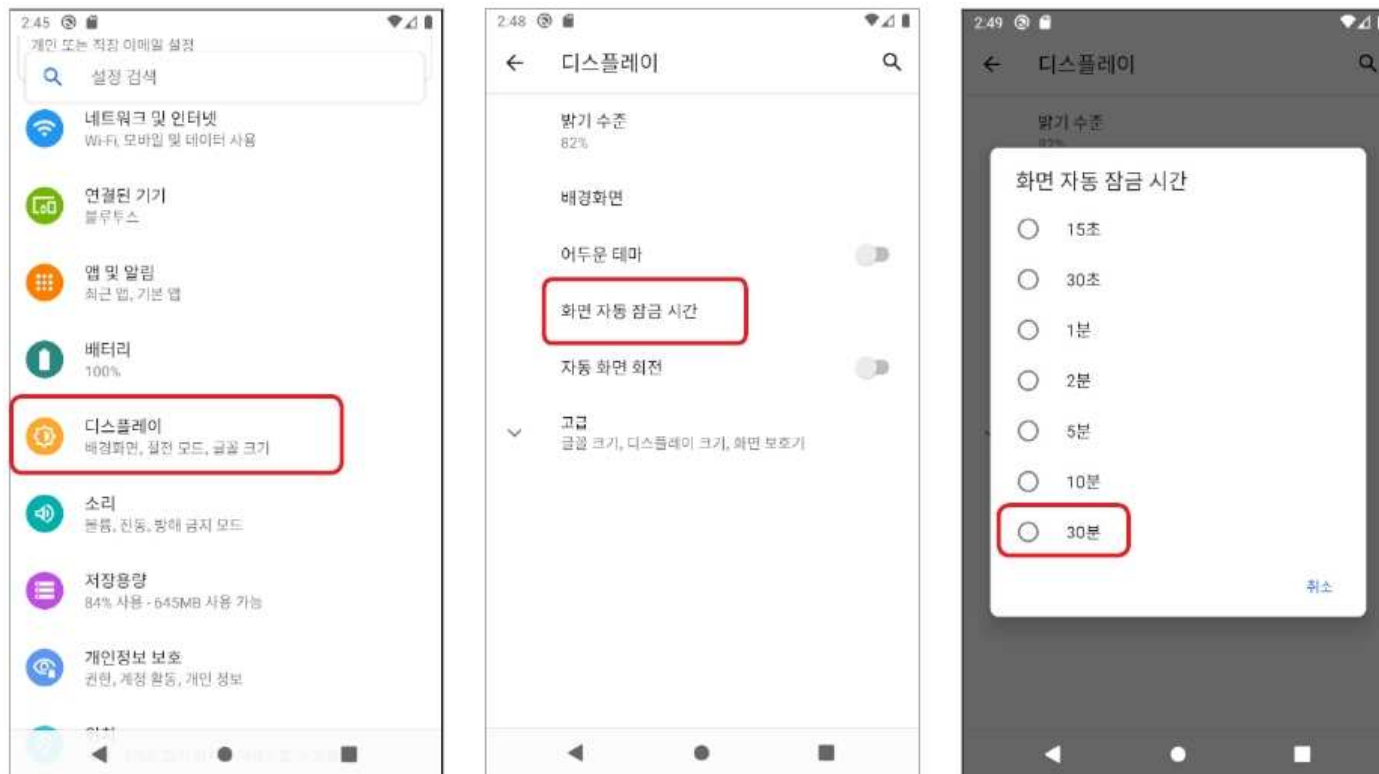 2:45
개인 또는 직장 이메일 설정
설정 검색
네트워크 및 인터넷
Wi-Fi, 모바일 및 데이터 사용
연결된 기기
블루투스
앱 및 알림
최근 앱, 기본 앱
배터리
100%
디스플레이
배경화면, 절전 모드, 글꼴 크기
소리
볼륨, 진동, 방해 금지 모드
저장용량
84% 사용 - 645MB 사용 가능
개인정보 보호
권한, 계정 활동, 개인 정보
위치
2:48
디스플레이
밝기 수준
82%
배경화면
어두운 테마
화면 자동 잠금 시간
자동 화면 회전
고급
글꼴 크기, 디스플레이 크기, 화면 보호기
2:49
디스플레이
밝기 수준
82%
화면 자동 잠금 시간
15초
30초
1분
2분
5분
10분
30분
취소